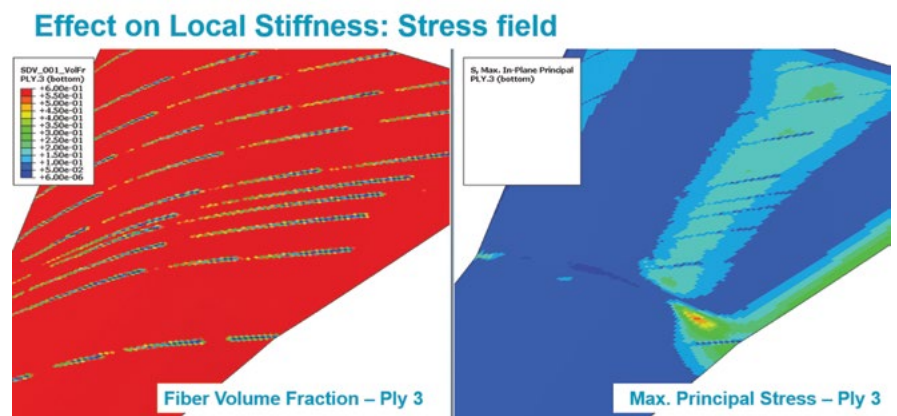 Effect on Local Stiffness: Stress field
SDV_001_VolFr
PLY.3 (bottom)
+6.00e-01
+5.50e-01
+5.00e-01
+4.50e-01
+4.00e-01
+3.50e-01
+3.00e-01
+2.50e-01
+2.00e-01
+1.50e-01
+1.00e-01
+5.00e-02
+6.00e-06
S, Max. In-Plane Principal
PLY.3 (bottom)
Fiber Volume Fraction – Ply 3
Max. Principal Stress – Ply 3